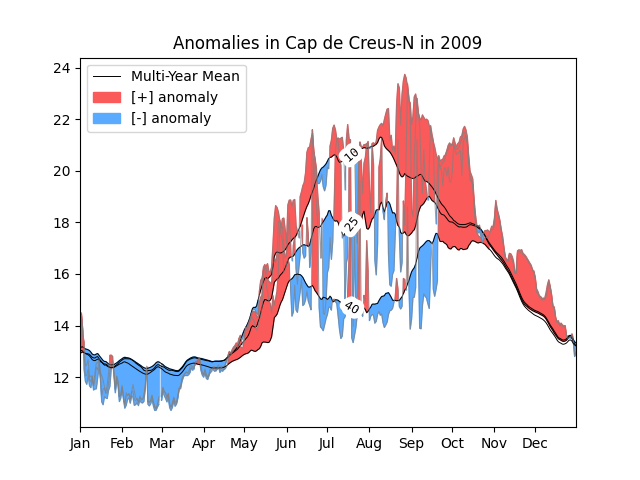 Anomalies in Cap de Creus-N in 2009
24
22
20
18
16
14
12
Multi-Year Mean
[+] anomaly
[-] anomaly
10
25
40
Jan Feb Mar Apr May Jun Jul Aug Sep Oct Nov Dec